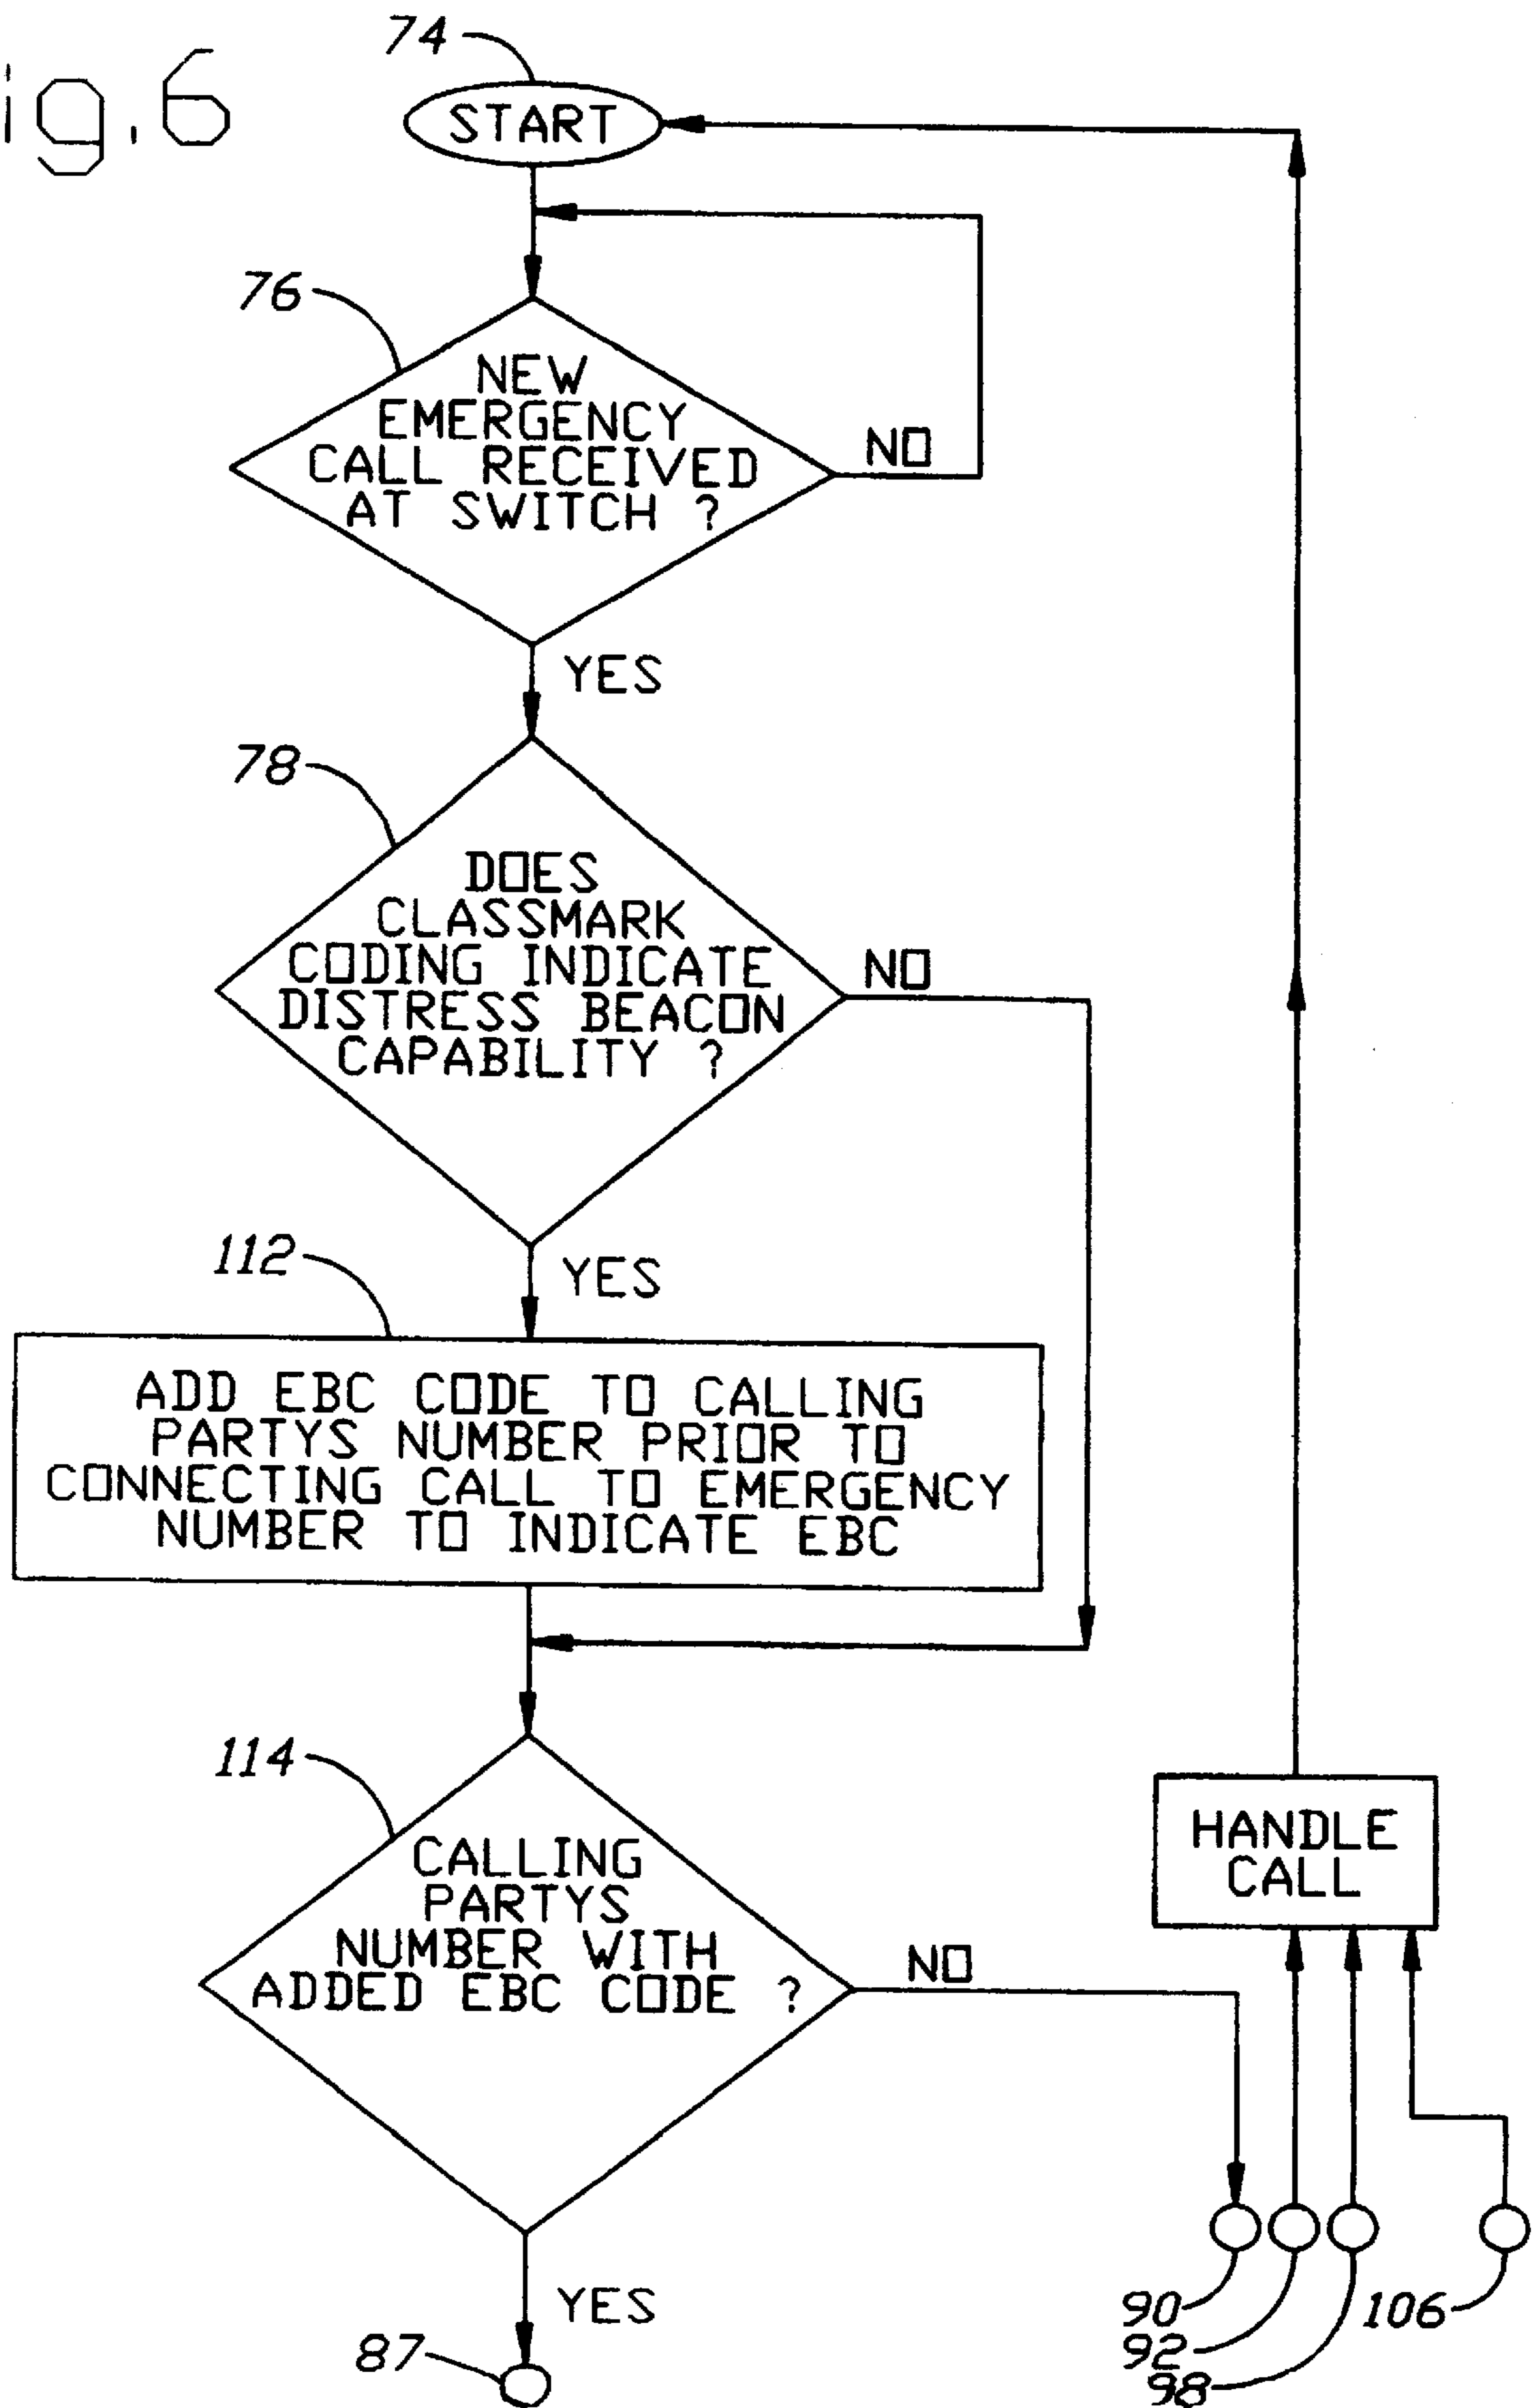 ig.6
74
START
76
NEW
EMERGENCY
CALL RECEIVED
AT SWITCH ?
NO
YES
78
DOES
CLASSMARK
CODING INDICATE
DISTRESS BEACON
CAPABILITY ?
NO
YES
112
ADD EBC CODE TO CALLING
PARTYS NUMBER PRIOR TO
CONNECTING CALL TO EMERGENCY
NUMBER TO INDICATE EBC
114
CALLING
PARTYS
NUMBER WITH
ADDED EBC CODE ?
NO
YES
HANDLE
CALL
87
90
92
98
106